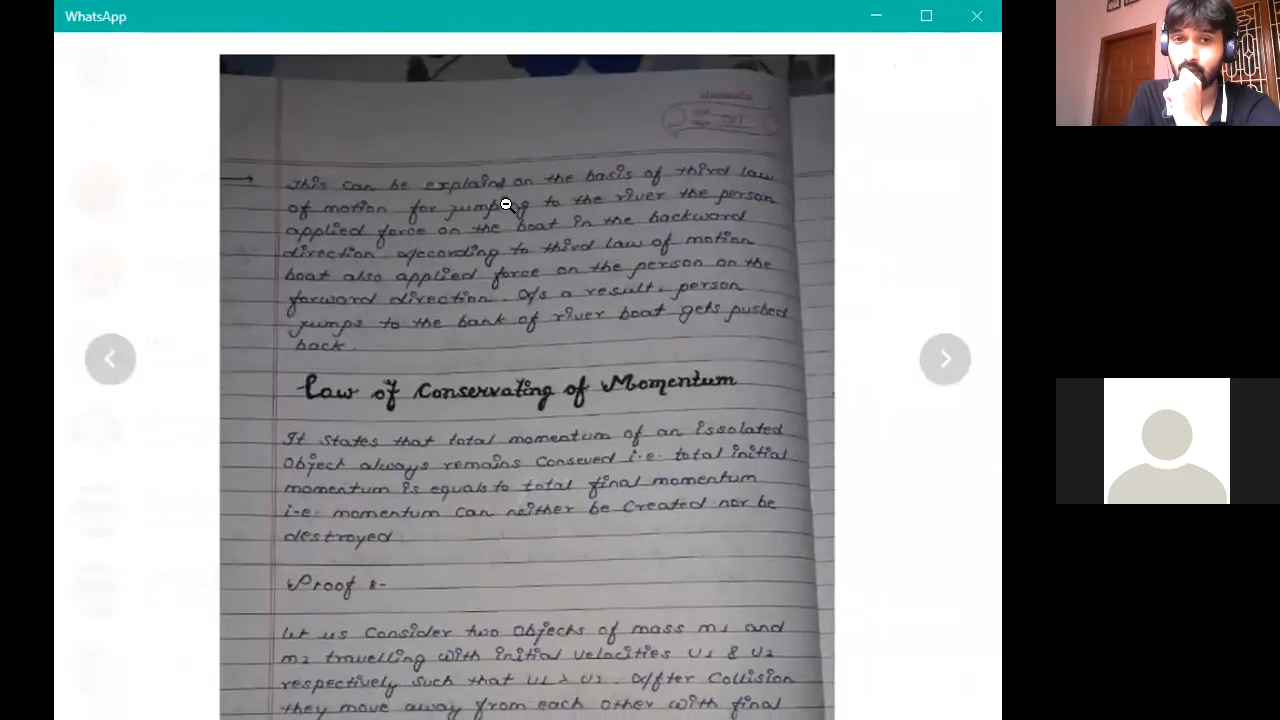 WhatsApp
This can be explaind on the basis of third law
of motion for jumping to the river the person
applied force on the boat in the backword
direction According to third law of motion
boat also applied force on the person on the
forward direction. As a result, person
jumps to the bank of river boat gets pushed
back.
Law of Conservating of Momentum
It states that total momentum of an issolated
Object always remains Conseved i.e. total initial
momentum is equals to total final momentum
i.e. momentum can neither be Created nor be
destroyed
Proof :-
Let us Consider two Objects of mass m1 and
m2 travelling with initial velocities u1 & u2
respectively such that u1 > u2. After Collision
they move away from each other with final